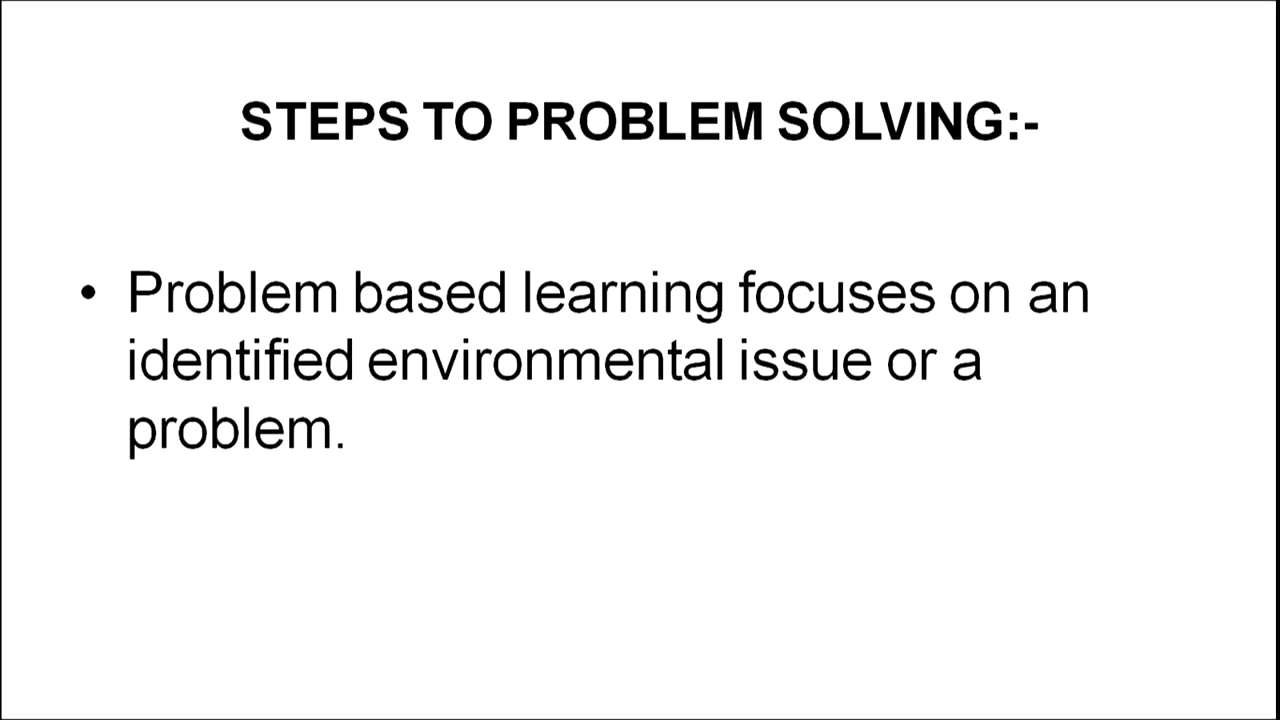 STEPS TO PROBLEM SOLVING:-
• Problem based learning focuses on an
identified environmental issue or a
problem.